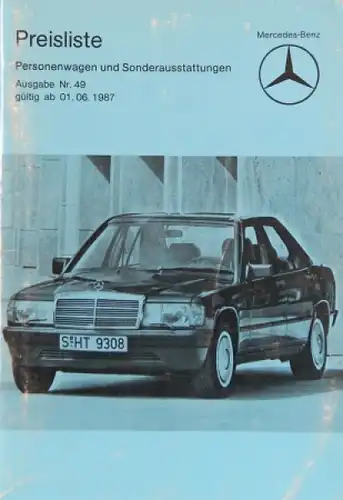 Preisliste
Mercedes-Benz
Personenwagen und Sonderausstattungen
Ausgabe Nr. 49
gültig ab 01.06.1987
S-HT 9308